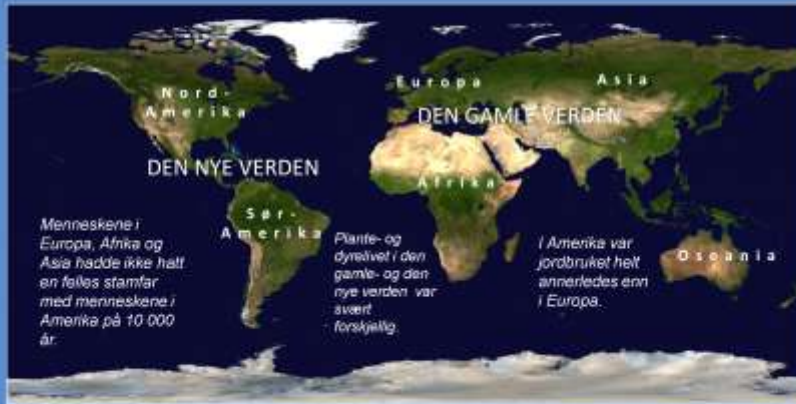 Nord-
Amerika
Europa
Asia
DEN GAMLE VERDEN
DEN NYE VERDEN
Afrika
Sør-
Amerika
Oseania
Menneskene i
Europa, Afrika og
Asia hadde ikke hatt
en felles stamfar
med menneskene i
Amerika på 10 000
år.
Plante- og
dyrelivet i den
gamle- og den
nye verden var
svært
forskjellig.
I Amerika var
jordbruket helt
annerledes enn
i Europa.